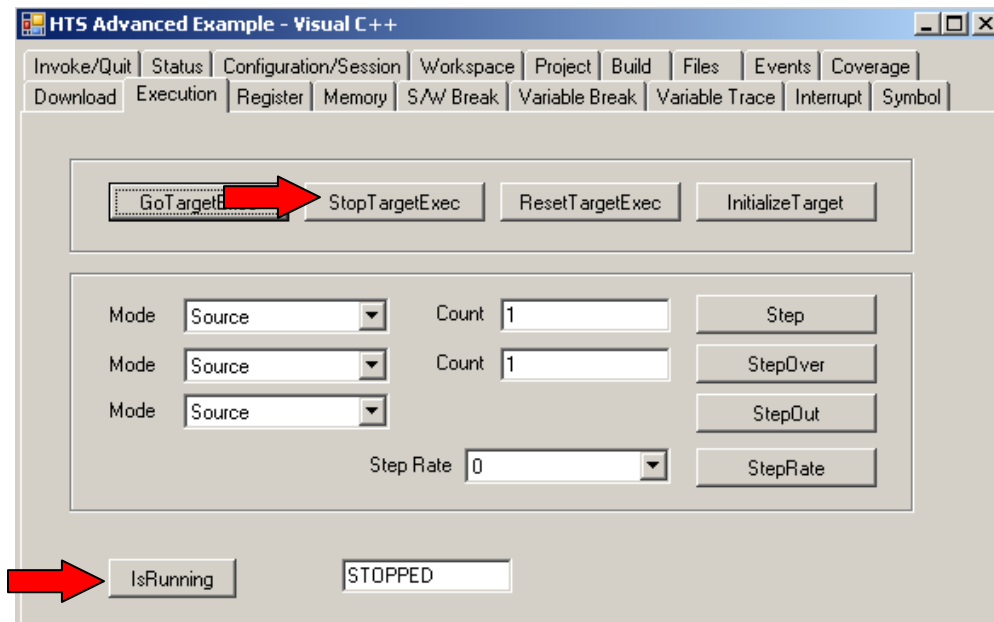 HTS Advanced Example - Visual C++
Invoke/Quit Status Configuration/Session Workspace Project Build Files Events Coverage
Download Execution Register Memory S/W Break Variable Break Variable Trace Interrupt Symbol
StopTargetExec ResetTargetExec InitializeTarget
Mode Source Count 1 Step
Mode Source Count 1 StepOver
Mode Source StepOut
Step Rate 0 StepRate
IsRunning STOPPED